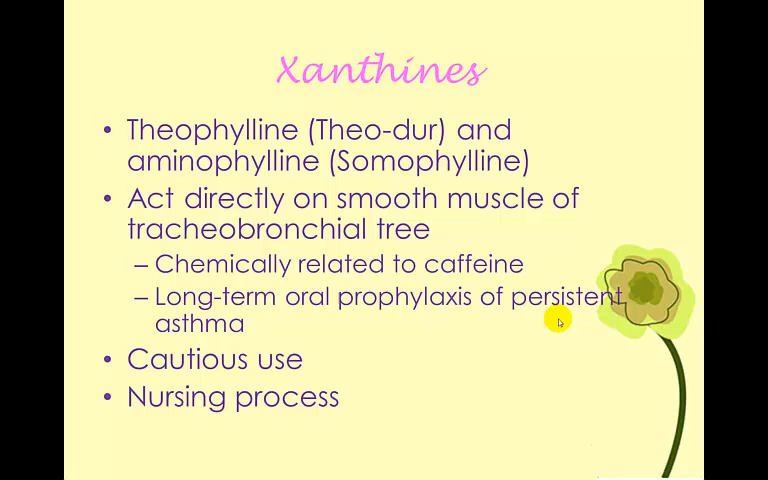 Xanthines
• Theophylline (Theo-dur) and
aminophylline (Somophylline)
• Act directly on smooth muscle of
tracheobronchial tree
– Chemically related to caffeine
– Long-term oral prophylaxis of persistent
asthma
• Cautious use
• Nursing process